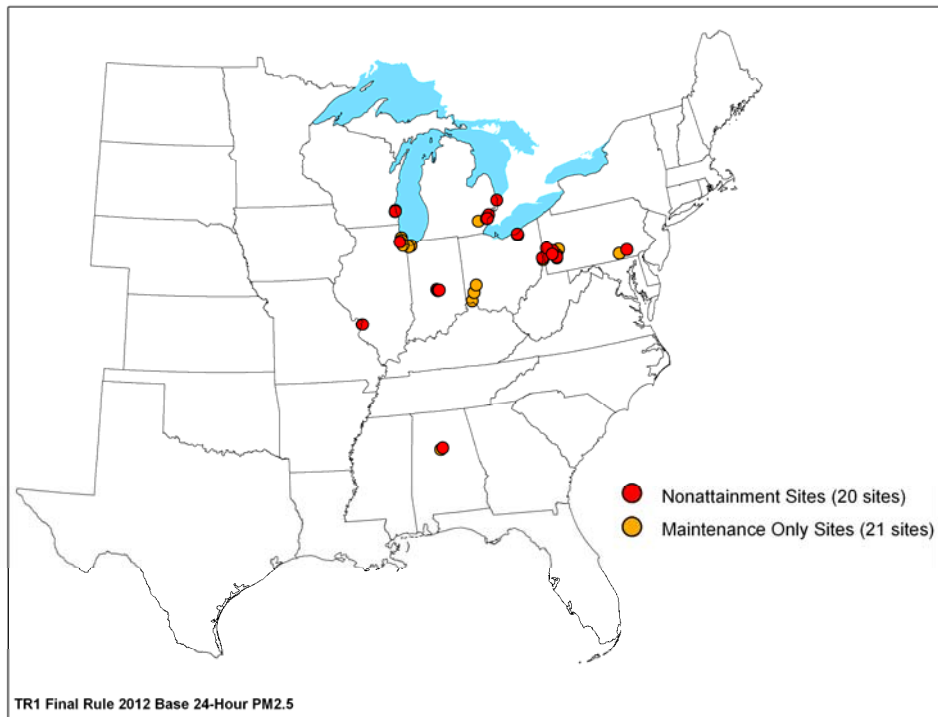 Nonattainment Sites (20 sites)
Maintenance Only Sites (21 sites)
TR1 Final Rule 2012 Base 24-Hour PM2.5